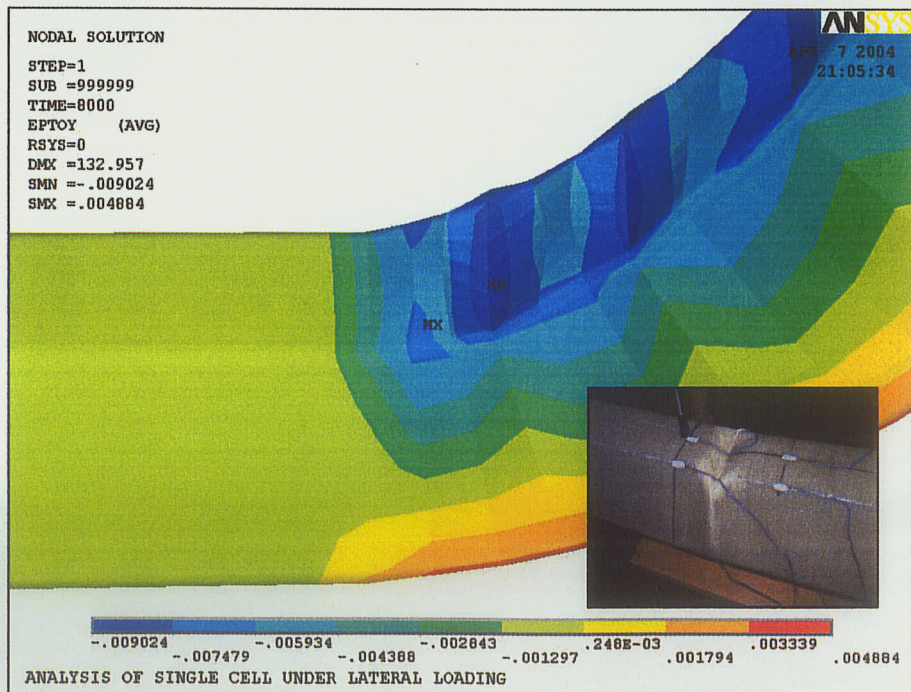 NODAL SOLUTION
STEP=1
SUB =999999
TIME=8000
EPTOY (AVG)
RSYS=0
DMX =132.957
SMN =-.009024
SMX =.004884
ANSYS
APR 7 2004
21:05:34
MN
MX
-.009024 -.005934 -.002843 .248E-03 .003339
-.007479 -.004388 -.001297 .001794 .004884
ANALYSIS OF SINGLE CELL UNDER LATERAL LOADING